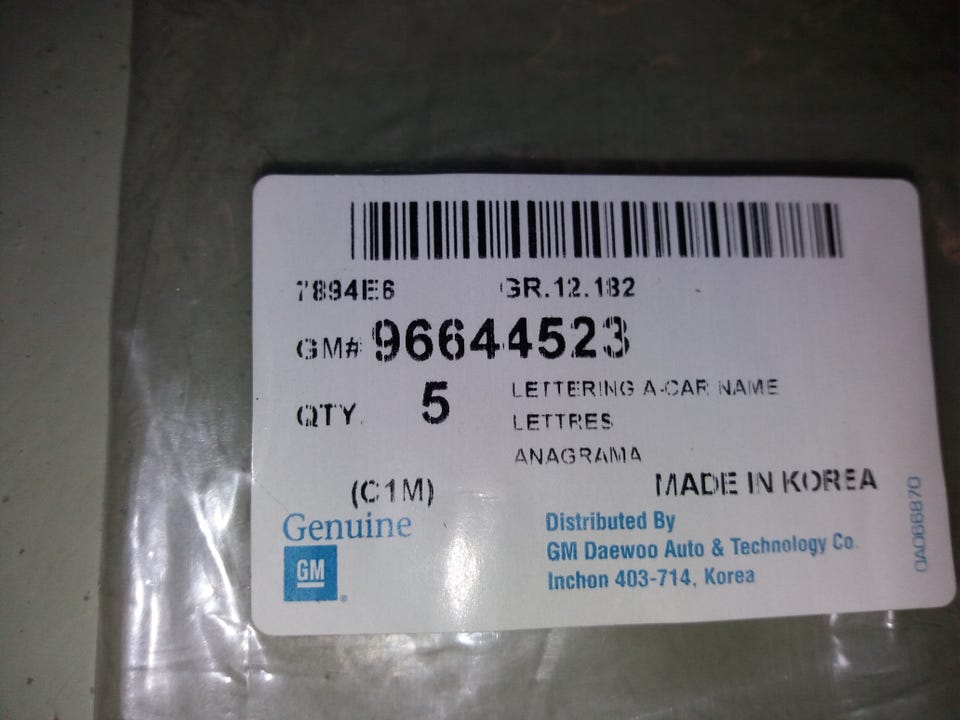 7894E6 GR.12.182
GM# 96644523
QTY. 5 LETTERING A-CAR NAME
LETTRES
ANAGRAMA
(C1M) MADE IN KOREA
Genuine
GM ®
Distributed By
GM Daewoo Auto & Technology Co.
Inchon 403-714, Korea
0A066870